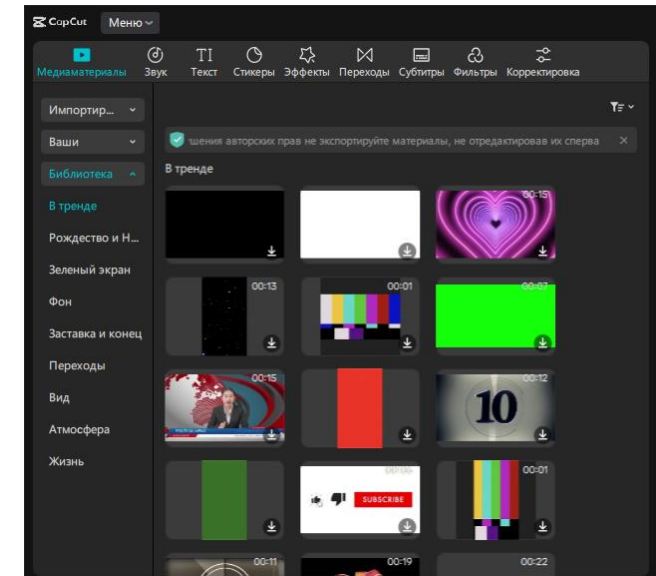 CapCut Меню
Медиаматериалы Звук Текст Стикеры Эффекты Переходы Субтитры Фильтры Корректировка
Импортир...
Ваши
шения авторских прав не экспортируйте материалы, не отредактировав их сперва
Библиотека
В тренде
В тренде
Рождество и Н...
Зеленый экран
Фон
Заставка и конец
Переходы
Вид
Атмосфера
Жизнь
00:15
00:13 00:01 00:07
00:15 00:12
10
00:06 00:01
SUBSCRIBE
00:11 00:19 00:22